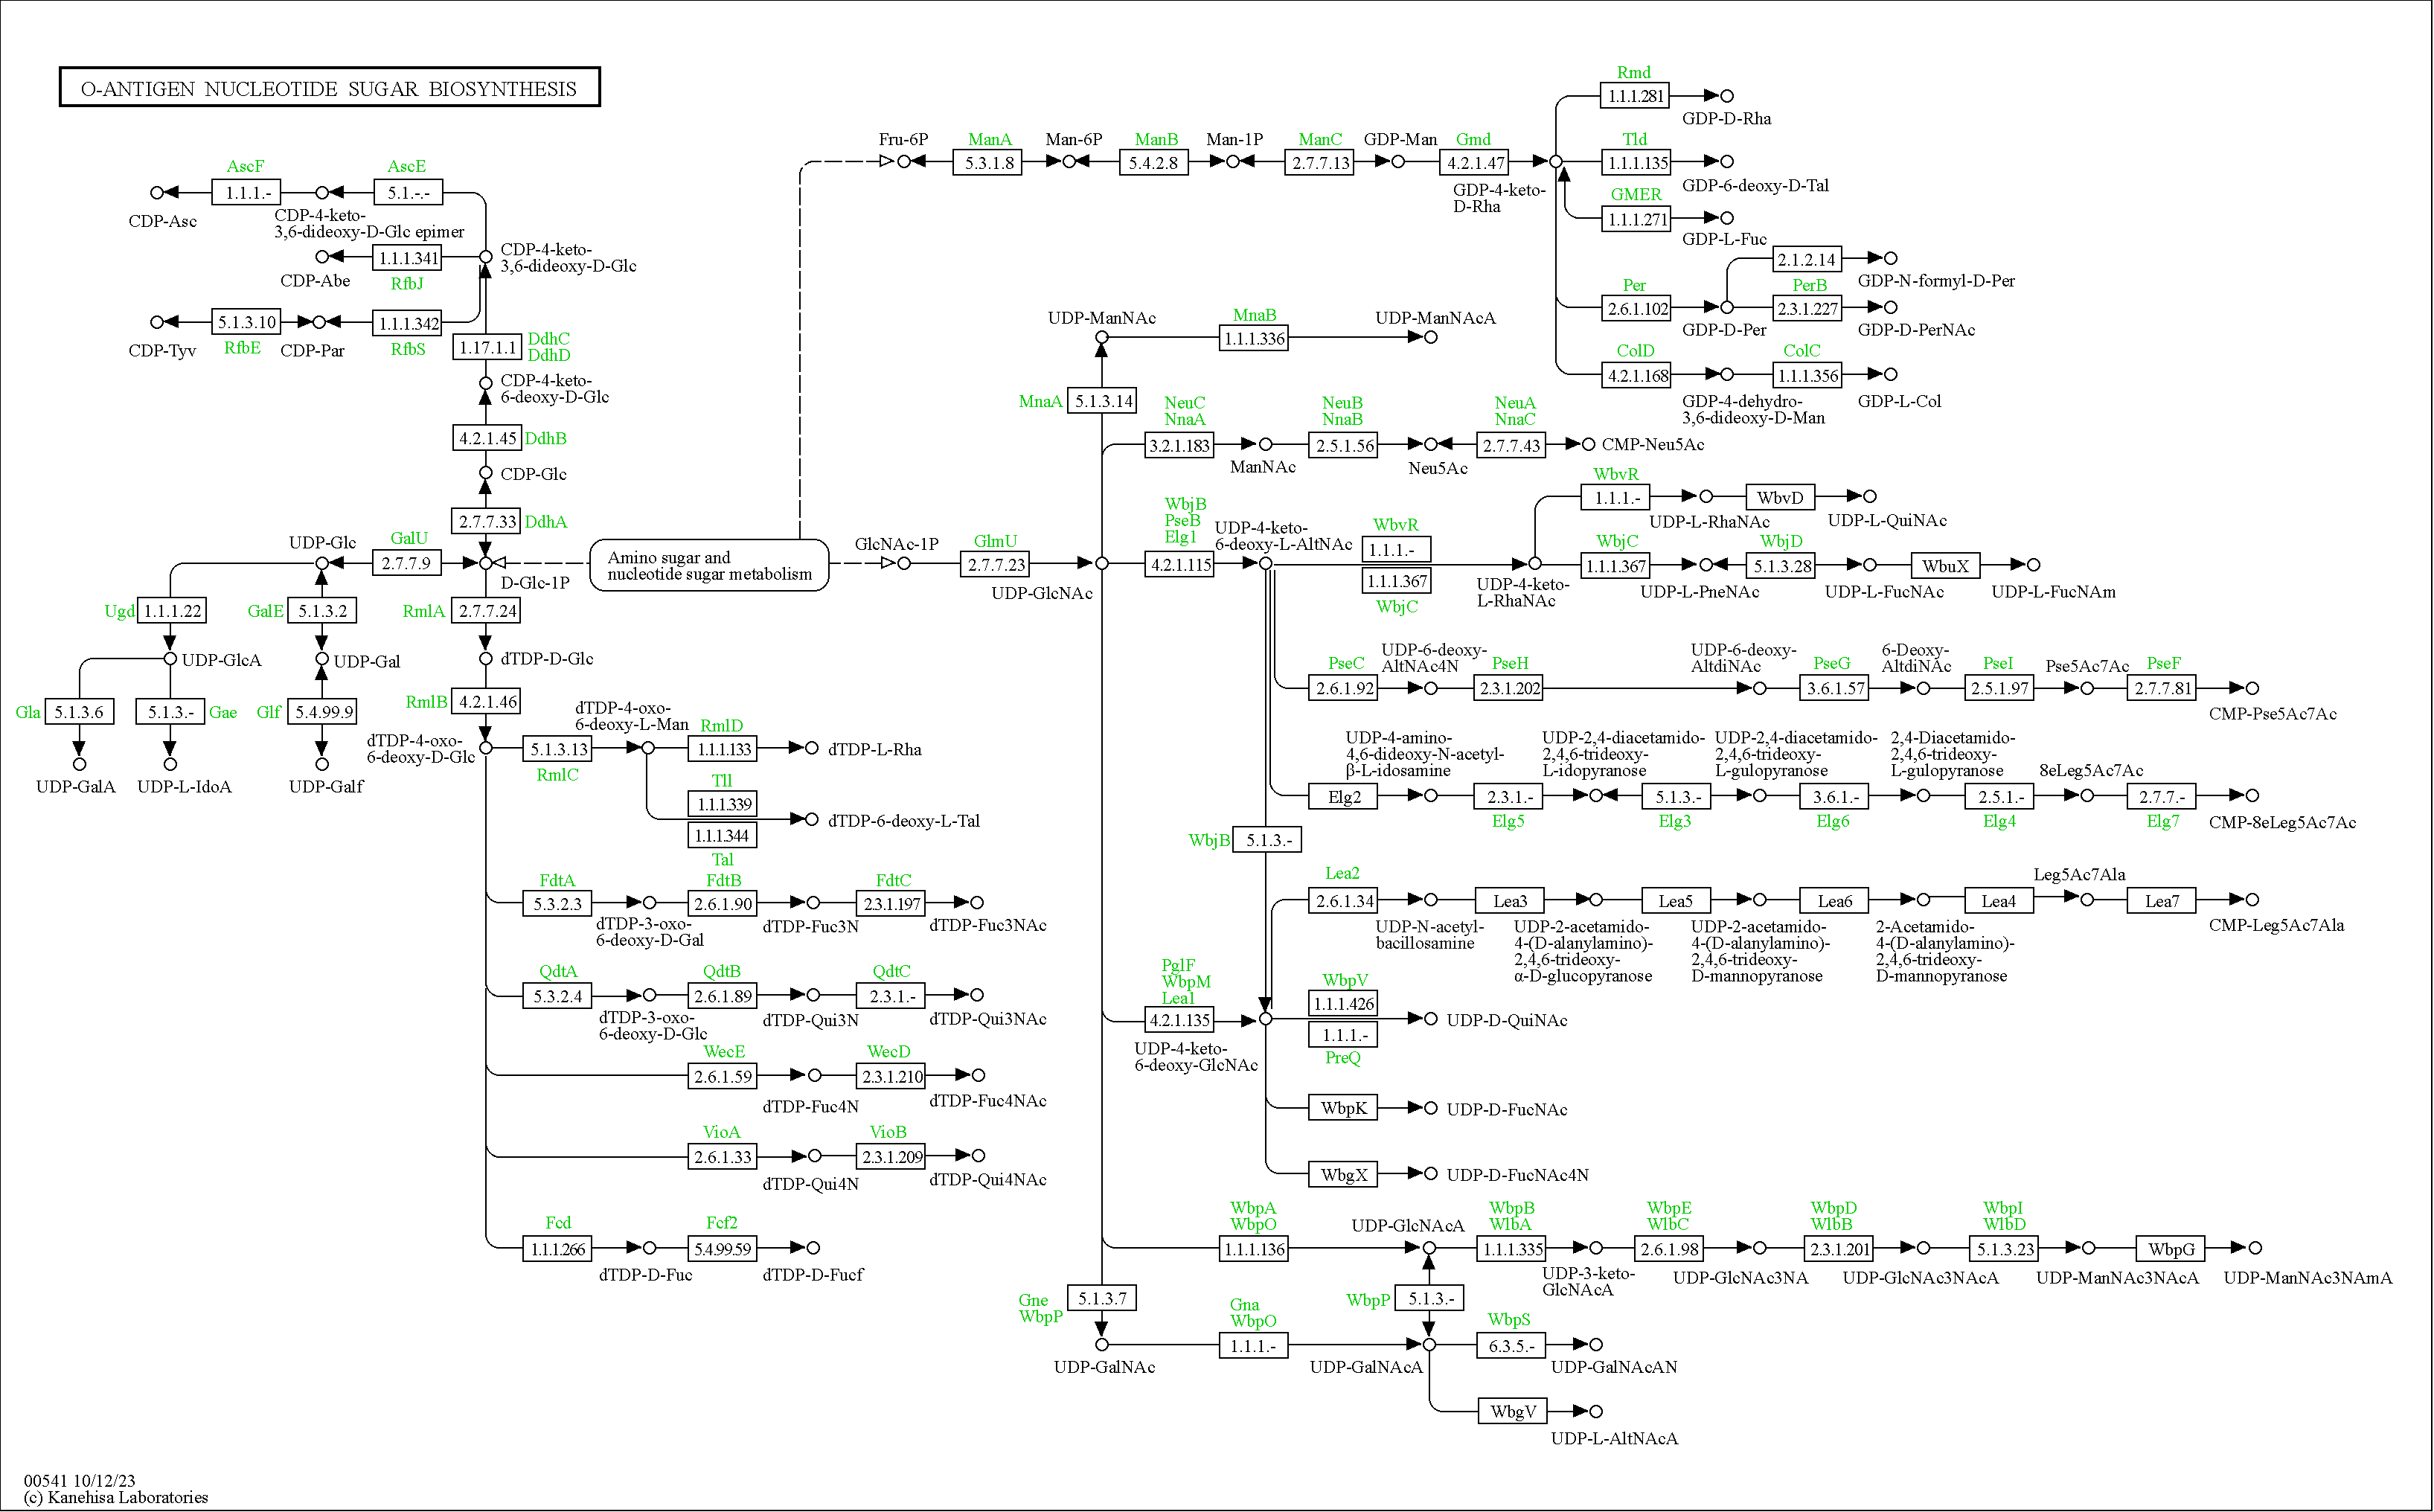 O-ANTIGEN NUCLEOTIDE SUGAR BIOSYNTHESIS
AscF
AscE
1.1.1.-
5.1.-.-
CDP-Asc
CDP-4-keto-
3,6-dideoxy-D-Glc epimer
1.1.1.341
CDP-4-keto-
3,6-dideoxy-D-Glc
CDP-Abe
RfbJ
5.1.3.10
1.1.1.342
CDP-Tyv
RfbE
CDP-Par
RfbS
1.17.1.1
DdhC
DdhD
CDP-4-keto-
6-deoxy-D-Glc
4.2.1.45
DdhB
CDP-Glc
2.7.7.33
DdhA
UDP-Glc
GalU
2.7.7.9
D-Glc-1P
Amino sugar and
nucleotide sugar metabolism
Ugd
1.1.1.22
GalE
5.1.3.2
RmlA
2.7.7.24
UDP-GlcA
UDP-Gal
dTDP-D-Glc
Gla
5.1.3.6
5.1.3.-
Gae
Glf
5.4.99.9
RmlB
4.2.1.46
UDP-GalA
UDP-L-IdoA
UDP-Galf
dTDP-4-oxo-
6-deoxy-D-Glc
dTDP-4-oxo-
6-deoxy-L-Man
5.1.3.13
RmlC
RmlD
1.1.1.133
dTDP-L-Rha
Tll
1.1.1.339
1.1.1.344
Tal
dTDP-6-deoxy-L-Tal
FdtA
FdtB
FdtC
5.3.2.3
2.6.1.90
2.3.1.197
dTDP-3-oxo-
6-deoxy-D-Gal
dTDP-Fuc3N
dTDP-Fuc3NAc
QdtA
QdtB
QdtC
5.3.2.4
2.6.1.89
2.3.1.-
dTDP-3-oxo-
6-deoxy-D-Glc
dTDP-Qui3N
dTDP-Qui3NAc
WecE
WecD
2.6.1.59
2.3.1.210
dTDP-Fuc4N
dTDP-Fuc4NAc
VioA
VioB
2.6.1.33
2.3.1.209
dTDP-Qui4N
dTDP-Qui4NAc
Fcd
Fcf2
1.1.1.266
5.4.99.59
dTDP-D-Fuc
dTDP-D-Fucf
Fru-6P
ManA
Man-6P
ManB
Man-1P
ManC
GDP-Man
Gmd
5.3.1.8
5.4.2.8
2.7.7.13
4.2.1.47
GDP-4-keto-
D-Rha
Rmd
1.1.1.281
GDP-D-Rha
Tld
1.1.1.135
GDP-6-deoxy-D-Tal
GMER
1.1.1.271
GDP-L-Fuc
2.1.2.14
GDP-N-formyl-D-Per
Per
PerB
2.6.1.102
2.3.1.227
GDP-D-Per
GDP-D-PerNAc
ColD
ColC
4.2.1.168
1.1.1.356
GDP-4-dehydro-
3,6-dideoxy-D-Man
GDP-L-Col
UDP-ManNAc
MnaB
1.1.1.336
UDP-ManNAcA
MnaA
5.1.3.14
NeuC
NnaA
NeuB
NnaB
NeuA
NnaC
3.2.1.183
2.5.1.56
2.7.7.43
CMP-Neu5Ac
ManNAc
Neu5Ac
GlcNAc-1P
GlmU
2.7.7.23
UDP-GlcNAc
WbjB
PseB
Elg1
4.2.1.115
UDP-4-keto-
6-deoxy-L-AltNAc
WbvR
1.1.1.-
1.1.1.367
WbjC
UDP-4-keto-
L-RhaNAc
WbvR
1.1.1.-
WbvD
UDP-L-RhaNAc
UDP-L-QuiNAc
WbjC
WbjD
1.1.1.367
5.1.3.28
WbuX
UDP-L-PneNAc
UDP-L-FucNAc
UDP-L-FucNAm
PseC
UDP-6-deoxy-
AltNAc4N
PseH
UDP-6-deoxy-
AltdiNAc
PseG
6-Deoxy-
AltdiNAc
PseI
Pse5Ac7Ac
PseF
2.6.1.92
2.3.1.202
3.6.1.57
2.5.1.97
2.7.7.81
CMP-Pse5Ac7Ac
UDP-4-amino-
4,6-dideoxy-N-acetyl-
β-L-idosamine
UDP-2,4-diacetamido-
2,4,6-trideoxy-
L-idopyranose
UDP-2,4-diacetamido-
2,4,6-trideoxy-
L-gulopyranose
2,4-Diacetamido-
2,4,6-trideoxy-
L-gulopyranose
8eLeg5Ac7Ac
Elg2
2.3.1.-
5.1.3.-
3.6.1.-
2.5.1.-
2.7.7.-
Elg5
Elg3
Elg6
Elg4
Elg7
CMP-8eLeg5Ac7Ac
WbjB
5.1.3.-
Lea2
2.6.1.34
Lea3
Lea5
Lea6
Lea4
Leg5Ac7Ala
Lea7
UDP-N-acetyl-
bacillosamine
UDP-2-acetamido-
4-(D-alanylamino)-
2,4,6-trideoxy-
α-D-glucopyranose
UDP-2-acetamido-
4-(D-alanylamino)-
2,4,6-trideoxy-
D-mannopyranose
2-Acetamido-
4-(D-alanylamino)-
2,4,6-trideoxy-
D-mannopyranose
CMP-Leg5Ac7Ala
PglF
WbpM
Lea1
4.2.1.135
UDP-4-keto-
6-deoxy-GlcNAc
WbpV
1.1.1.426
1.1.1.-
PreQ
UDP-D-QuiNAc
WbpK
UDP-D-FucNAc
WbgX
UDP-D-FucNAc4N
WbpA
WbpO
1.1.1.136
UDP-GlcNAcA
WbpB
WlbA
WbpE
WlbC
WbpD
WlbB
WbpI
WlbD
1.1.1.335
2.6.1.98
2.3.1.201
5.1.3.23
WbpG
UDP-3-keto-
GlcNAcA
UDP-GlcNAc3NA
UDP-GlcNAc3NAcA
UDP-ManNAc3NAcA
UDP-ManNAc3NAmA
Gne
WbpP
5.1.3.7
Gna
WbpO
1.1.1.-
WbpP
5.1.3.-
WbpS
6.3.5.-
UDP-GalNAc
UDP-GalNAcA
UDP-GalNAcAN
WbgV
UDP-L-AltNAcA
00541 10/12/23
(c) Kanehisa Laboratories